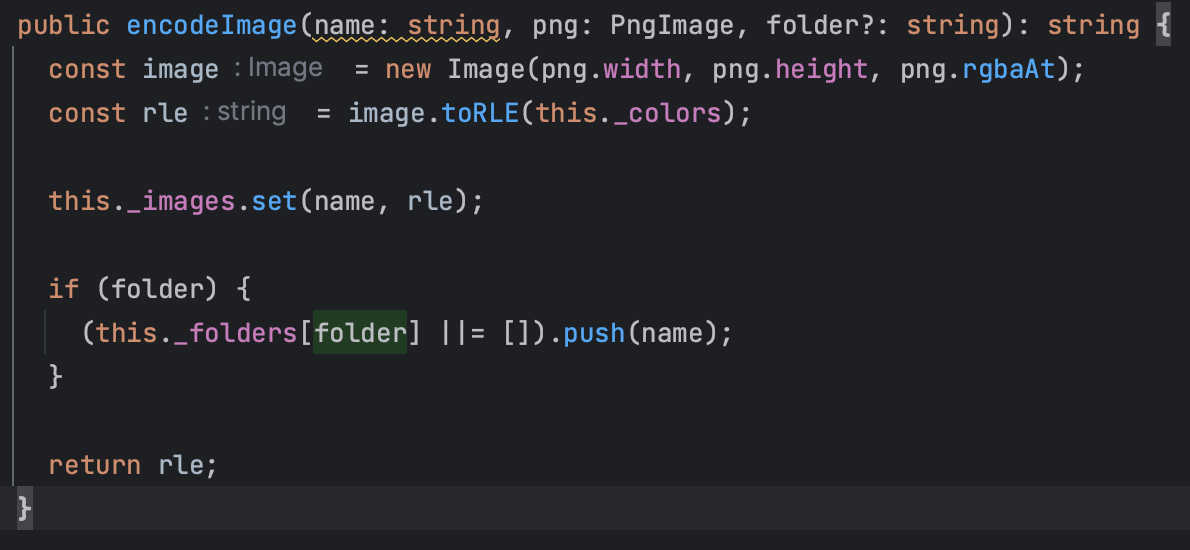 public encodeImage(name: string, png: PngImage, folder?: string): string {
  const image : Image = new Image(png.width, png.height, png.rgbaAt);
  const rle : string = image.toRLE(this._colors);
  this._images.set(name, rle);
  if (folder) {
    (this._folders[folder] ||= []).push(name);
  }
  return rle;
}